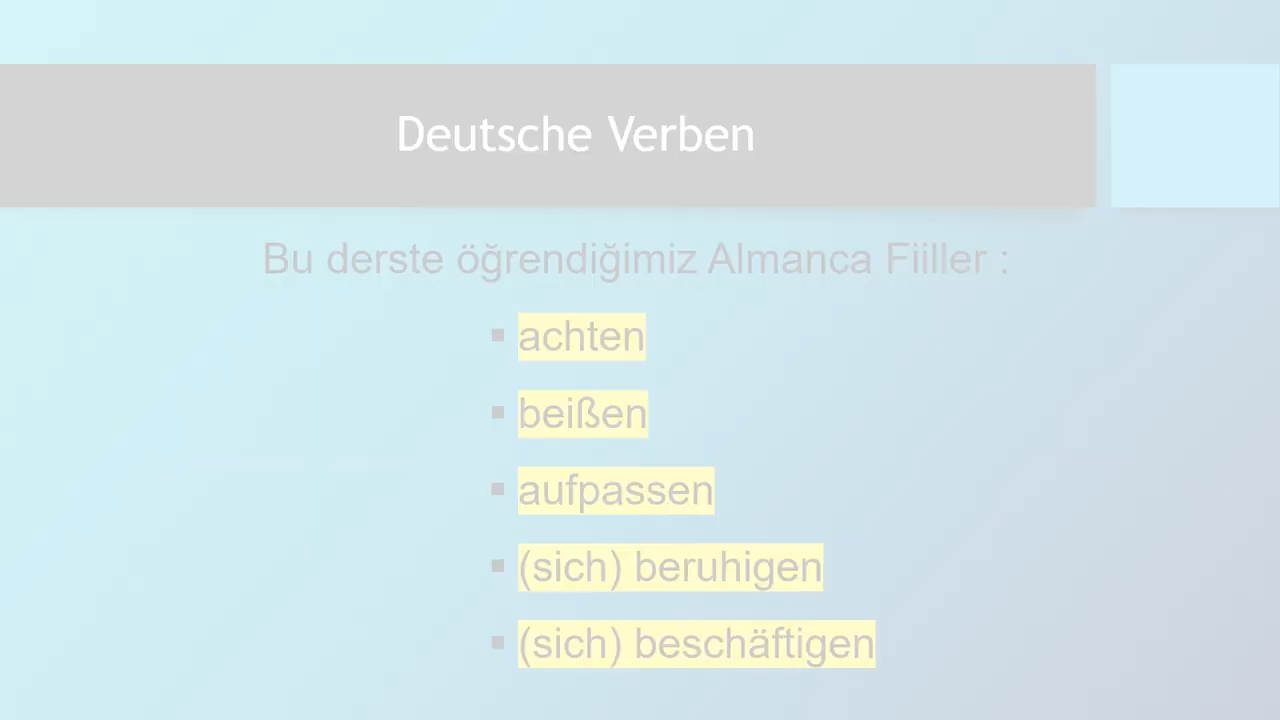 Deutsche Verben
Bu derste öğrendiğimiz Almanca Fiiller :
▪ achten
▪ beißen
▪ aufpassen
▪ (sich) beruhigen
▪ (sich) beschäftigen